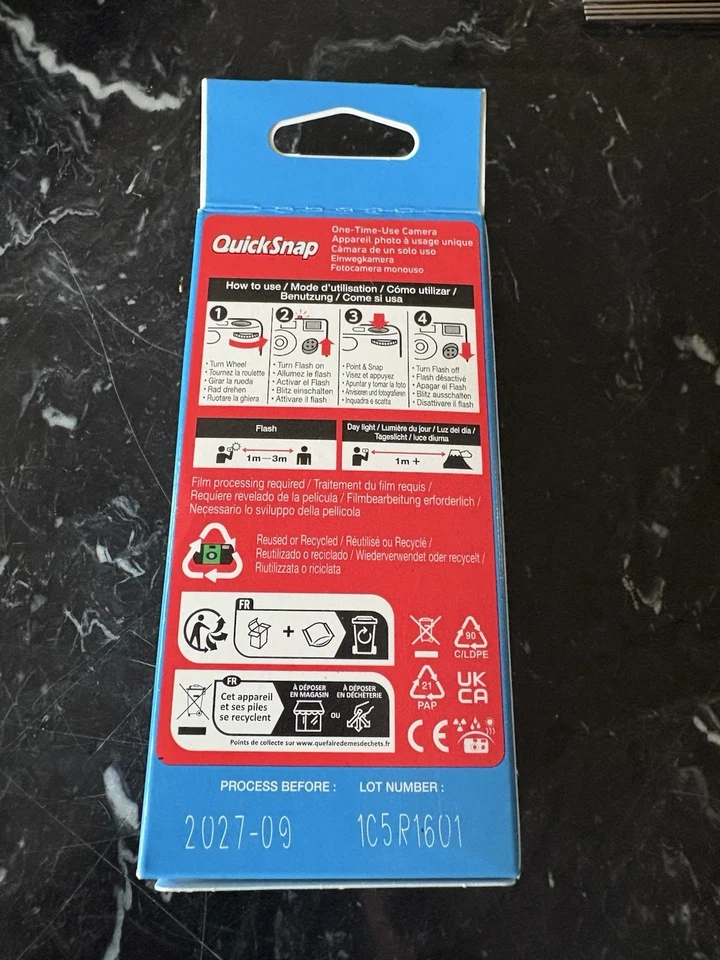 QuickSnap
One-Time-Use Camera
Appareil photo à usage unique
Cámara de un solo uso
Einwegkamera
Fotocamera monouso
How to use / Mode d'utilisation / Cómo utilizar /
Benutzung / Come si usa
1
• Turn Wheel
• Tournez la roulette
• Girar la rueda
• Rad drehen
• Ruotare la ghiera
2
• Turn Flash on
• Allumez le flash
• Activar el Flash
• Blitz einschalten
• Attivare il flash
3
• Point & Snap
• Visez et appuyez
• Apuntar y tomar la foto
• Anvisieren und fotografieren
• Inquadra e scatta
4
• Turn Flash off
• Flash désactivé
• Apagar el Flash
• Blitz ausschalten
• Disattivare il flash
Flash
1m—3m
Day light / Lumière du jour / Luz del día /
Tageslicht / luce diurna
1m +
Film processing required / Traitement du film requis /
Requiere revelado de la película / Filmbearbeitung erforderlich /
Necessario lo sviluppo della pellicola
Reused or Recycled / Réutilisé ou Recyclé /
Reutilizado o reciclado / Wiederverwendet oder recycelt /
Riutilizzata o riciclata
FR
+
90
C/LDPE
FR
Cet appareil
et ses piles
se recyclent
À DÉPOSER
EN MAGASIN
OU
À DÉPOSER
EN DÉCHÈTERIE
Points de collecte sur www.quefairedemesdechets.fr
21
PAP
UK
CA
CE
PROCESS BEFORE :
LOT NUMBER :
2027-09
1C5R1601